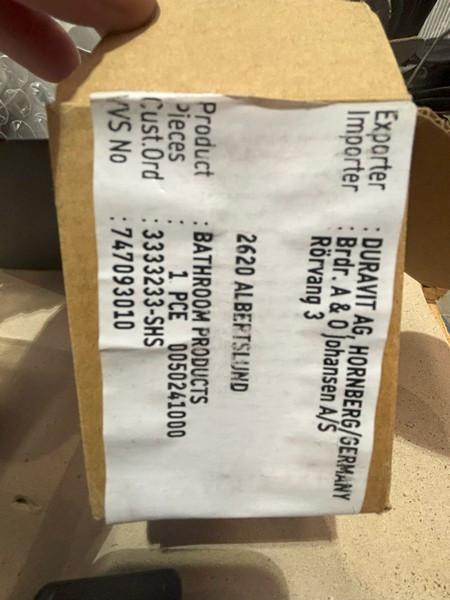 Exporter : DURAVIT AG, HORNBERG/GERMANY
Importer : Brdr. A & O Johansen A/S
Rörvang 3
2620 ALBERTSLUND
Product : BATHROOM PRODUCTS
Pieces : 1 PCE 0050241000
Cust.Ord : 3333233-SHS
VVS No : 747093010